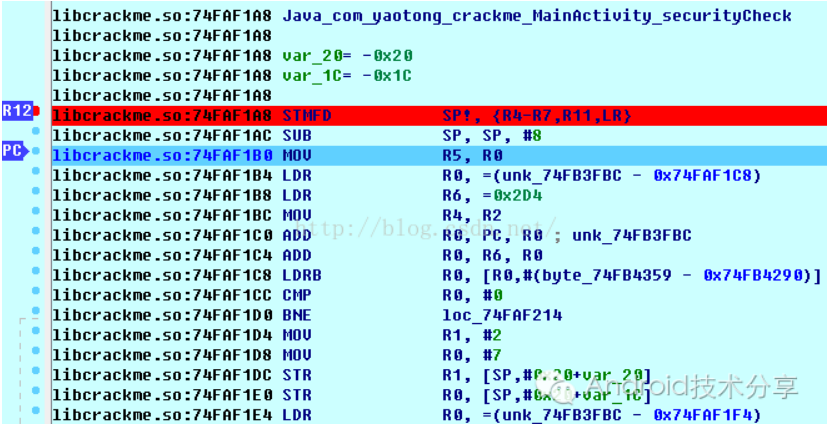 libcrackme.so:74FAF1A8 Java_com_yaotong_crackme_MainActivity_securityCheck
libcrackme.so:74FAF1A8
libcrackme.so:74FAF1A8 var_20= -0x20
libcrackme.so:74FAF1A8 var_1C= -0x1C
libcrackme.so:74FAF1A8
R12 libcrackme.so:74FAF1A8 STMFD SP!, {R4-R7,R11,LR}
libcrackme.so:74FAF1AC SUB SP, SP, #8
PC libcrackme.so:74FAF1B0 MOV R5, R0
libcrackme.so:74FAF1B4 LDR R0, =(unk_74FB3FBC - 0x74FAF1C8)
libcrackme.so:74FAF1B8 LDR R6, =0x2D4
libcrackme.so:74FAF1BC MOV R4, R2
libcrackme.so:74FAF1C0 ADD R0, PC, R0 ; unk_74FB3FBC
http://blog.csdn.net/
libcrackme.so:74FAF1C4 ADD R0, R6, R0
libcrackme.so:74FAF1C8 LDRB R0, [R0,#(byte_74FB4359 - 0x74FB4290)]
libcrackme.so:74FAF1CC CMP R0, #0
libcrackme.so:74FAF1D0 BNE loc_74FAF214
libcrackme.so:74FAF1D4 MOV R1, #2
libcrackme.so:74FAF1D8 MOV R0, #7
libcrackme.so:74FAF1DC STR R1, [SP,#0x20+var_20]
libcrackme.so:74FAF1E0 STR R0, [SP,#0x20+var_1C]
Android技术分享
libcrackme.so:74FAF1E4 LDR R0, =(unk_74FB3FBC - 0x74FAF1F4)